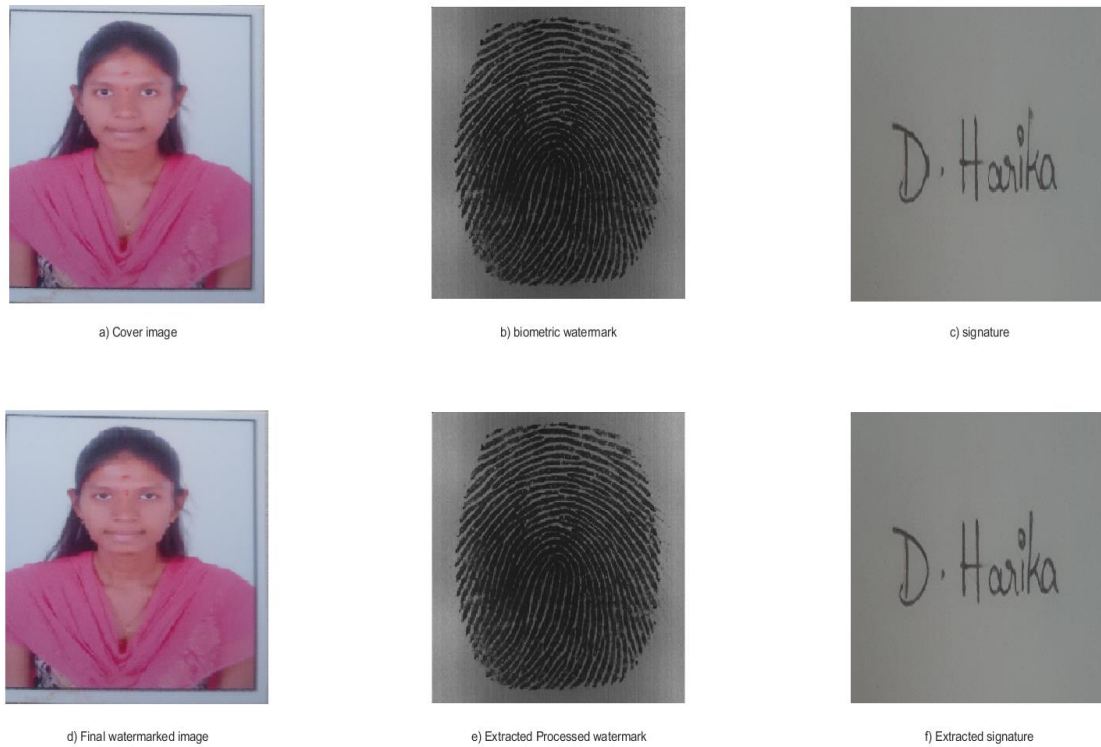 D. Harika
a) Cover image
b) biometric watermark
c) signature
D. Harika
d) Final watermarked image
e) Extracted Processed watermark
f) Extracted signature